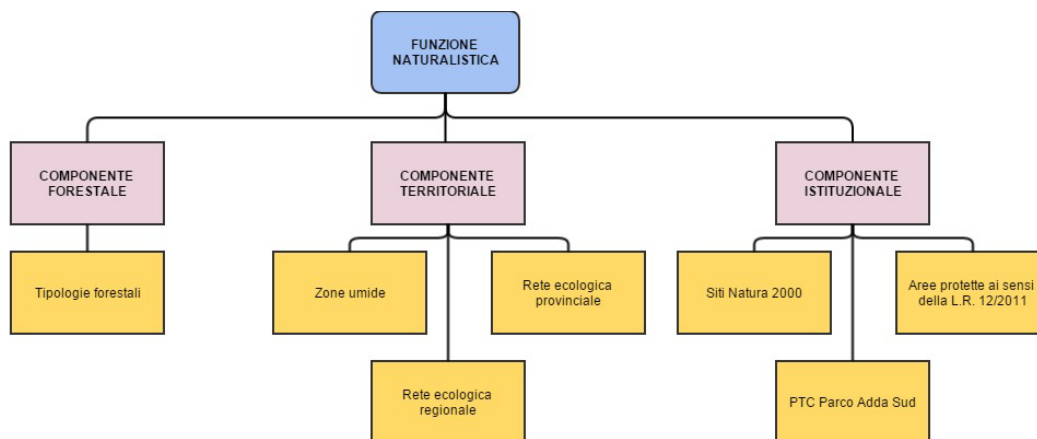 FUNZIONE
NATURALISTICA
COMPONENTE
FORESTALE
COMPONENTE
TERRITORIALE
COMPONENTE
ISTITUZIONALE
Tipologie forestali
Zone umide
Rete ecologica
provinciale
Siti Natura 2000
Aree protette ai sensi
della L.R. 12/2011
Rete ecologica
regionale
PTC Parco Adda Sud